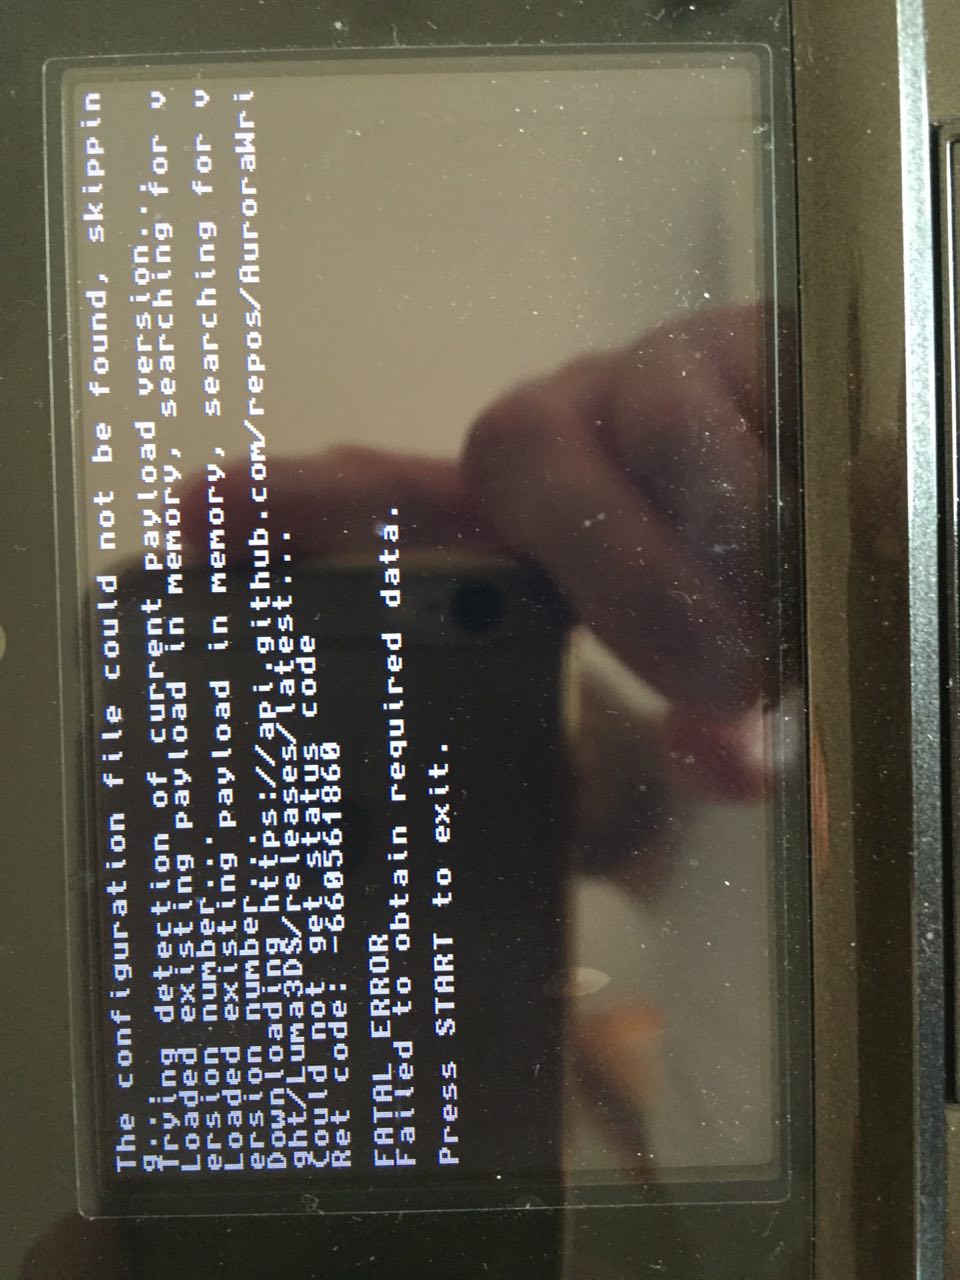 The configuration file could not be found, skippin
g...
Trying detection of current payload version...
Loaded existing payload in memory, searching for v
ersion number...
Loaded existing payload in memory, searching for v
ersion number...
Downloading https://api.github.com/repos/AuroraWri
ght/Luma3DS/releases/latest...
Could not get status code
Ret code: -660561860
FATAL ERROR
Failed to obtain required data.
Press START to exit.